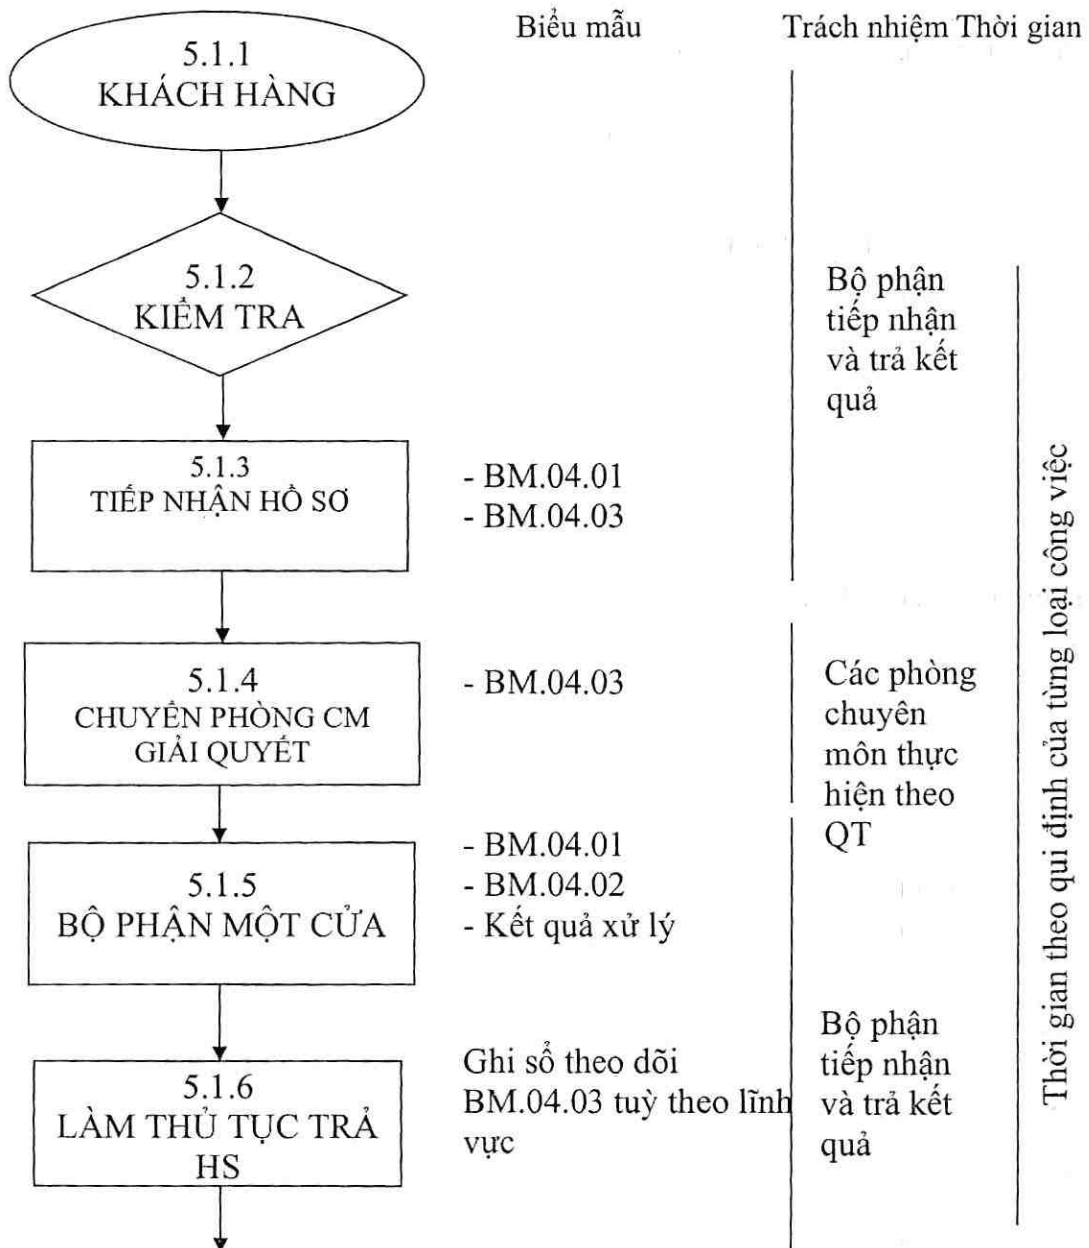 Biểu mẫu
Trách nhiệm Thời gian
5.1.1
KHÁCH HÀNG
5.1.2
KIỂM TRA
Bộ phận
tiếp nhận
và trả kết
quả
5.1.3
TIẾP NHẬN HỒ SƠ
- BM.04.01
- BM.04.03
5.1.4
CHUYỂN PHÒNG CM
GIẢI QUYẾT
- BM.04.03
Các phòng
chuyên
môn thực
hiện theo
QT
5.1.5
BỘ PHẬN MỘT CỬA
- BM.04.01
- BM.04.02
- Kết quả xử lý
5.1.6
LÀM THỦ TỤC TRẢ
HS
Ghi sổ theo dõi
BM.04.03 tuỳ theo lĩnh
vực
Bộ phận
tiếp nhận
và trả kết
quả
Thời gian theo qui định của từng loại công việc